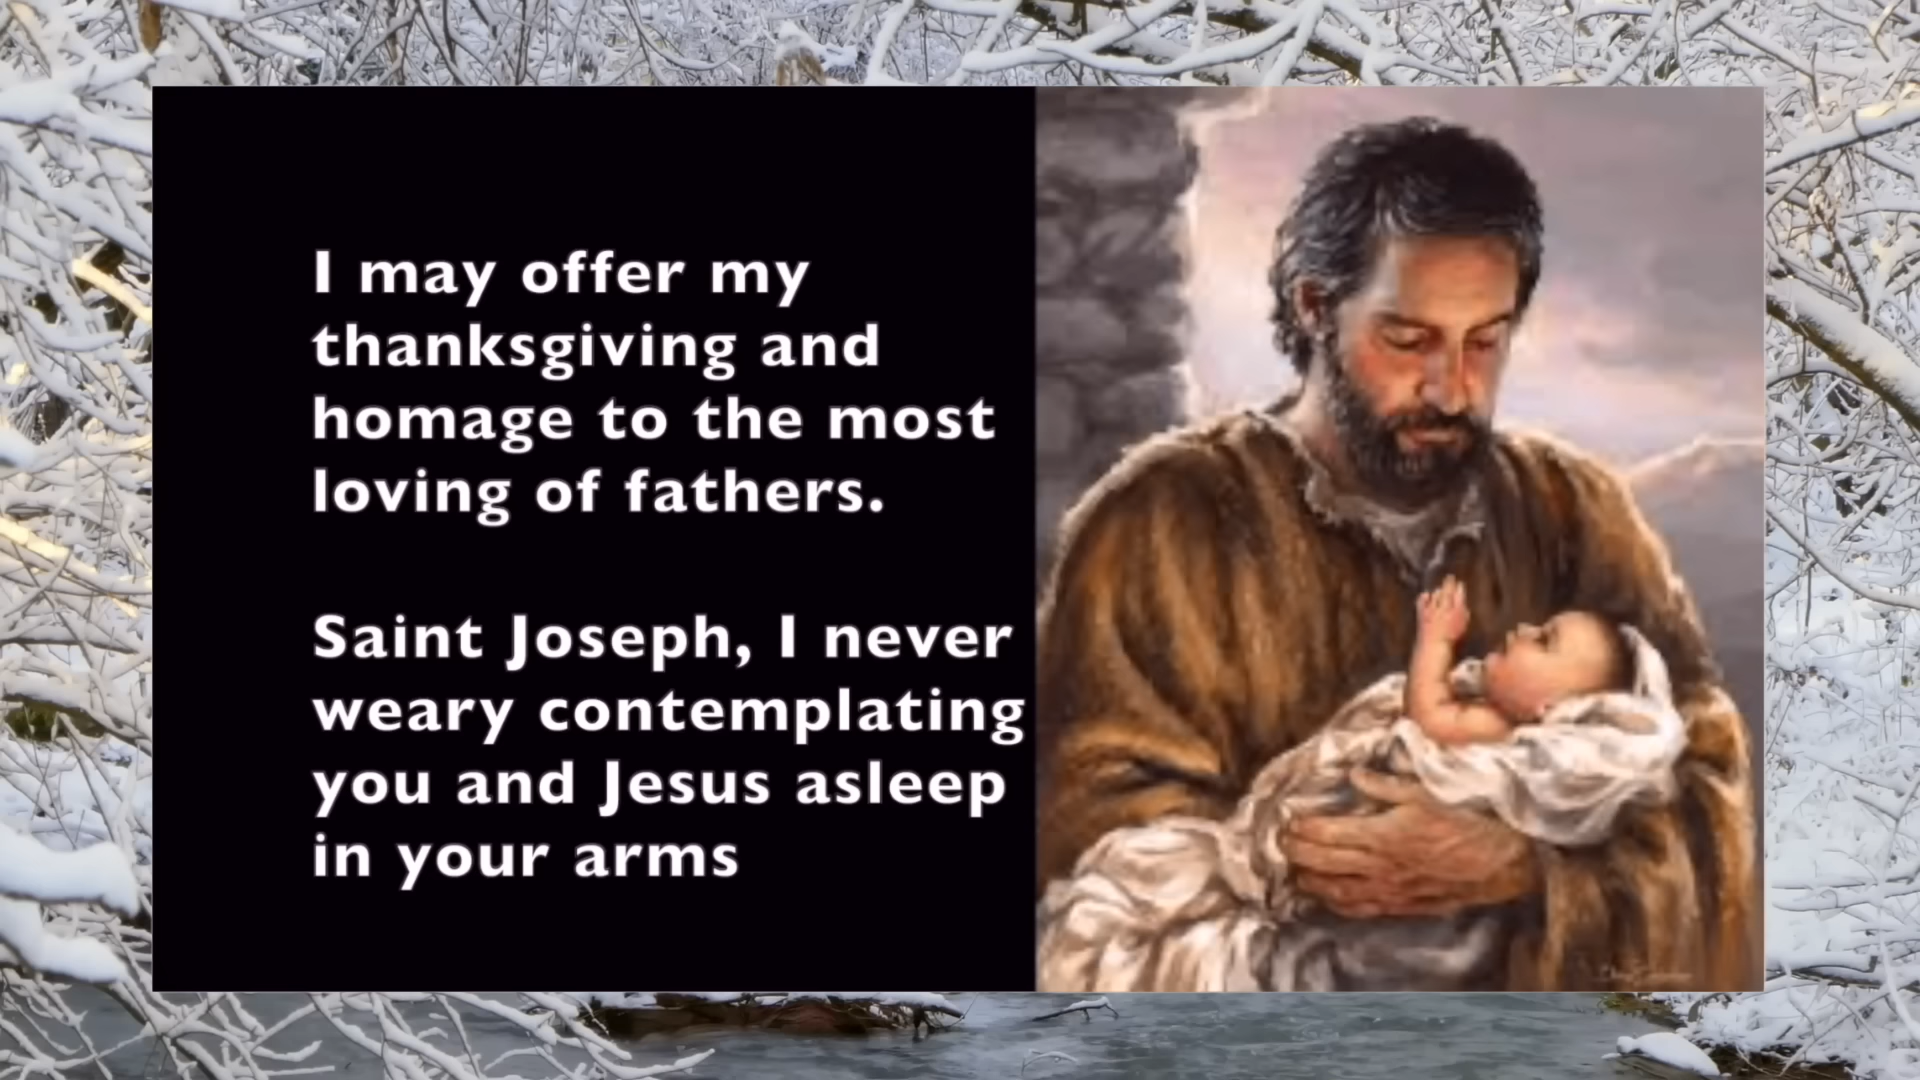 I may offer my
thanksgiving and
homage to the most
loving of fathers.
Saint Joseph, I never
weary contemplating
you and Jesus asleep
in your arms